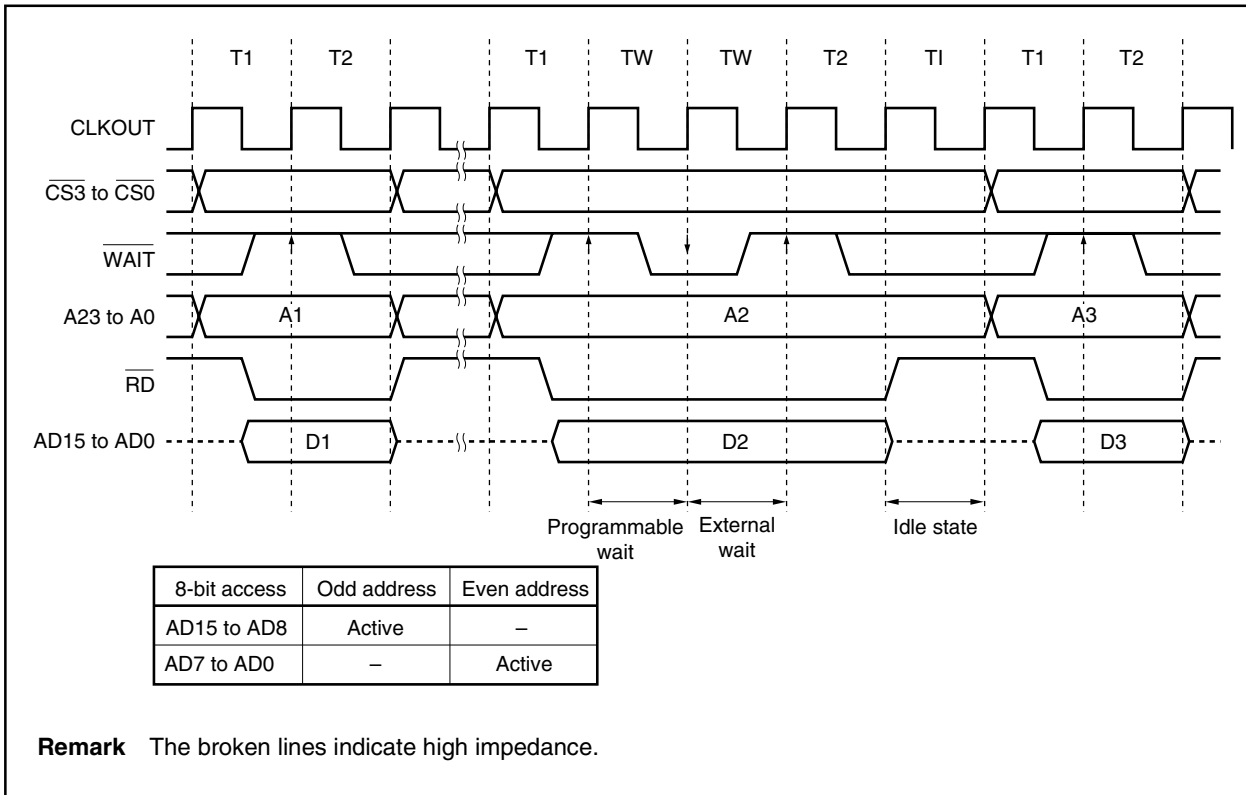 T1 T2 T1 TW TW T2 TI T1 T2
CLKOUT
CS3 to CS0
WAIT
A23 to A0 A1 A2 A3
RD
AD15 to AD0 D1 D2 D3
Programmable wait
External wait
Idle state
8-bit access Odd address Even address
AD15 to AD8 Active –
AD7 to AD0 – Active
Remark The broken lines indicate high impedance.